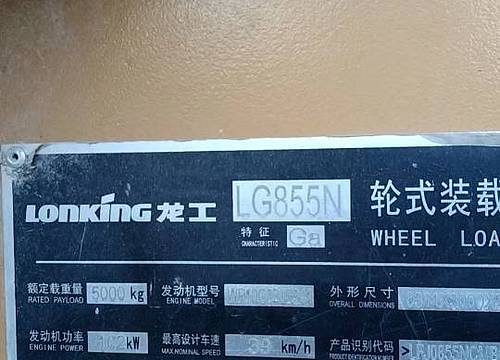 LONKING 龙工 LG855N 轮式装载
特征 Ga WHEEL LOA
CHARACTERISTIC
额定载重量 5000 kg 发动机型号 外形尺寸
RATED PAYLOAD ENGINE MODEL OVERALL DIMENSIONS
发动机功率 kW 最高设计车速 km/h 产品识别代码
ENGINE POWER MAX.NOMINAL SPEED PRODUCT IDENTIFICATION NUMBER